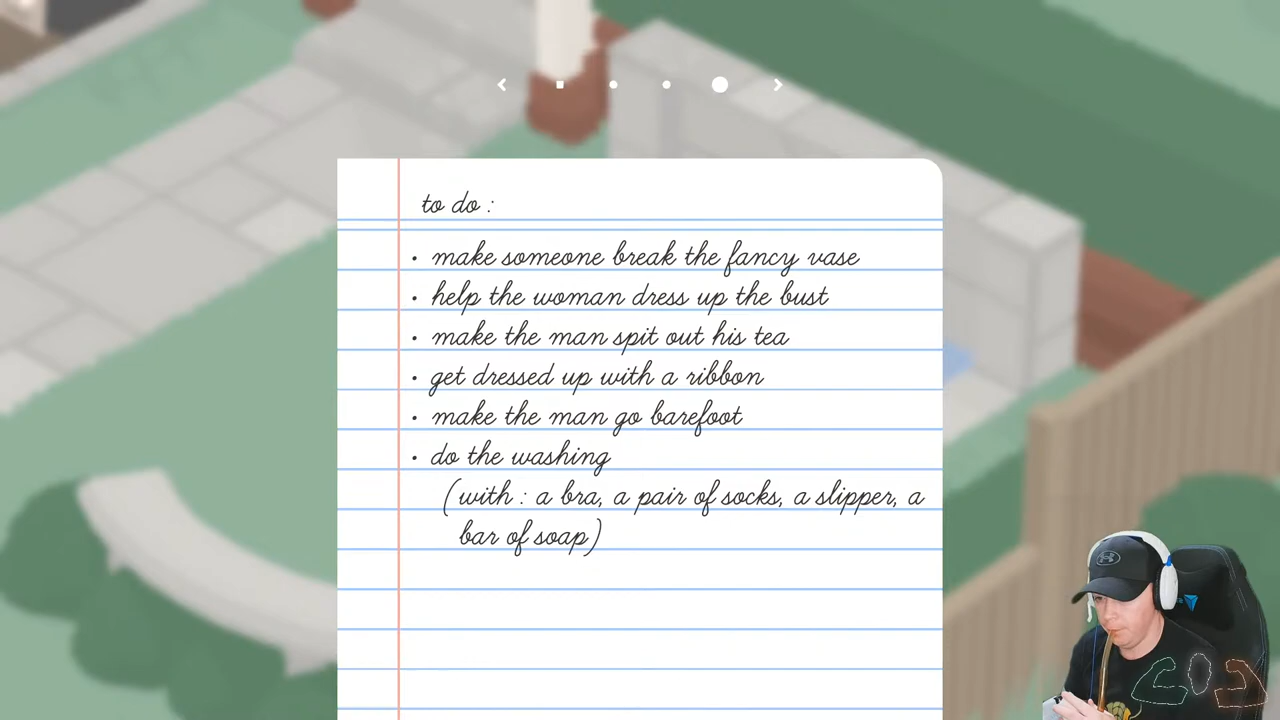 to do :
• make someone break the fancy vase
• help the woman dress up the bust
• make the man spit out his tea
• get dressed up with a ribbon
• make the man go barefoot
• do the washing
(with : a bra, a pair of socks, a slipper, a
bar of soap)